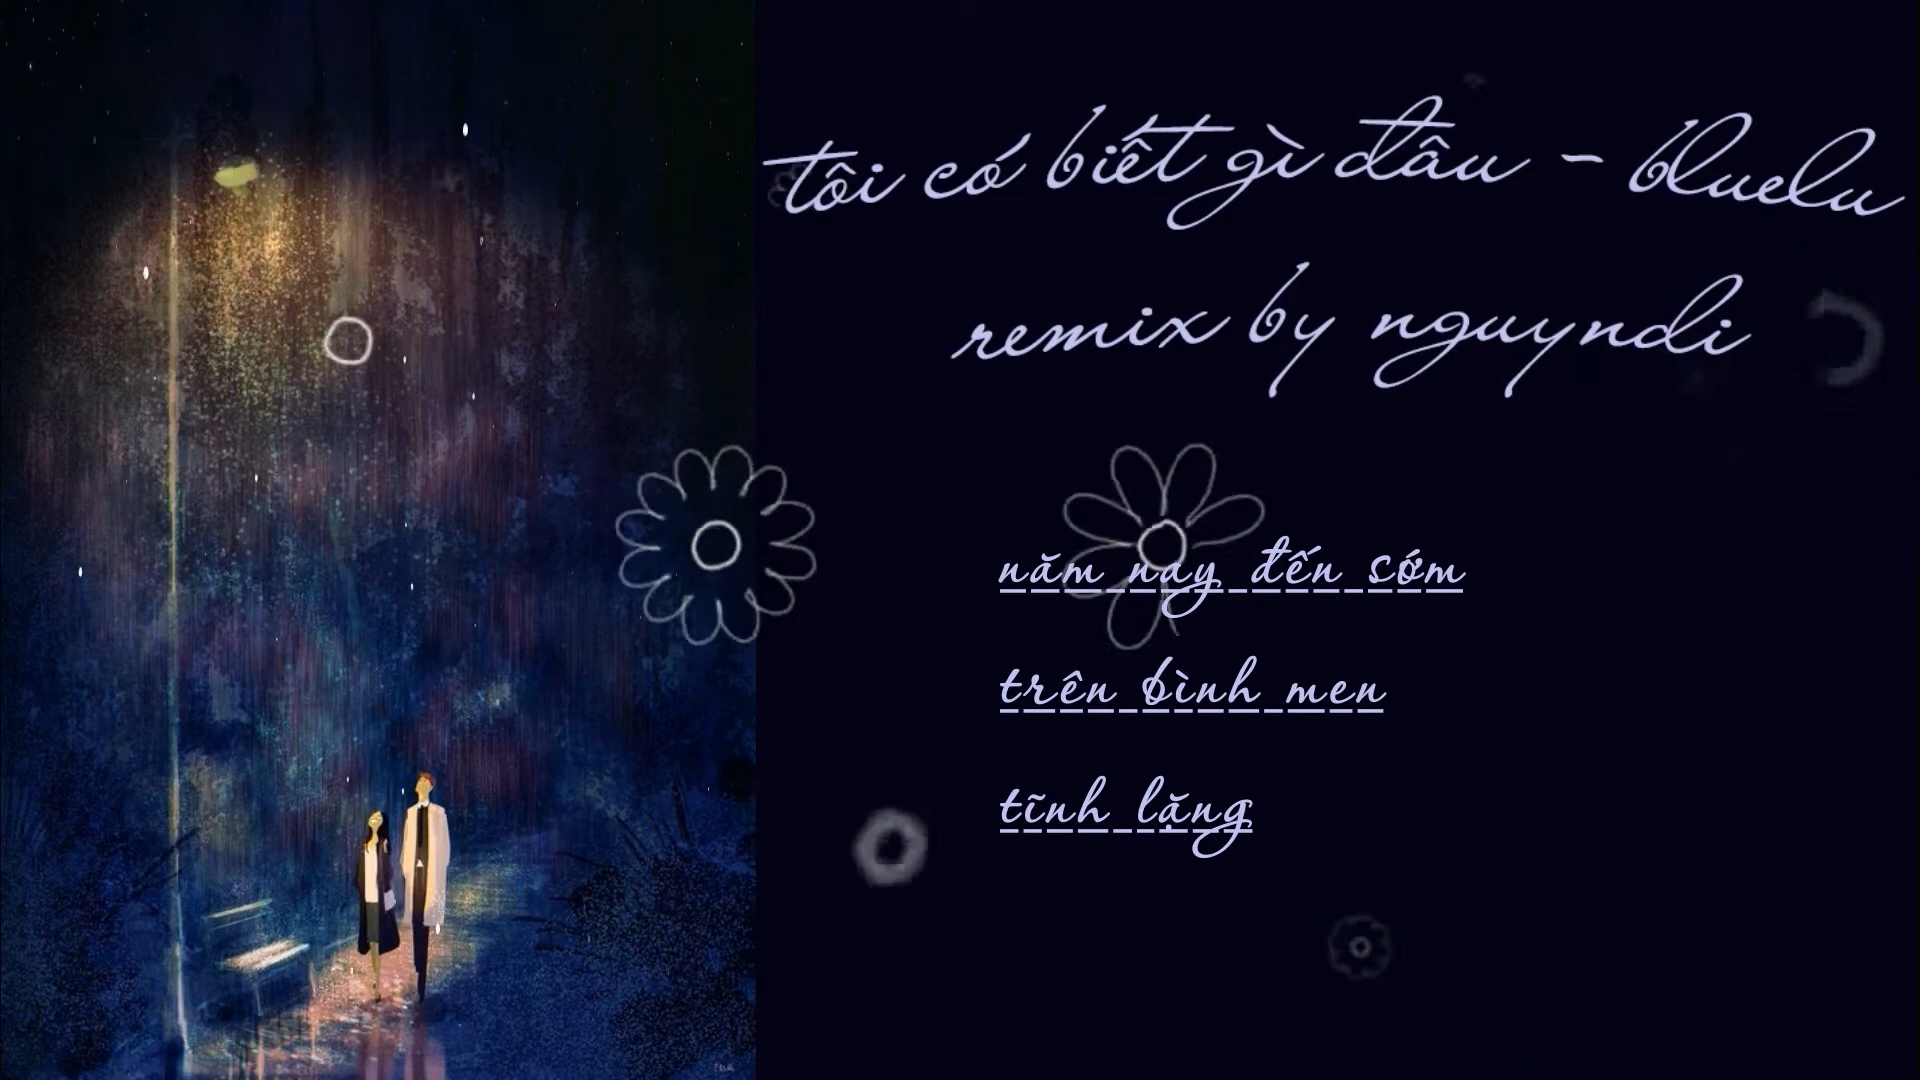 tôi có biết gì đâu - bluelu
remix by nguyndi
năm nay đến sớm
trên bình men
tĩnh lặng